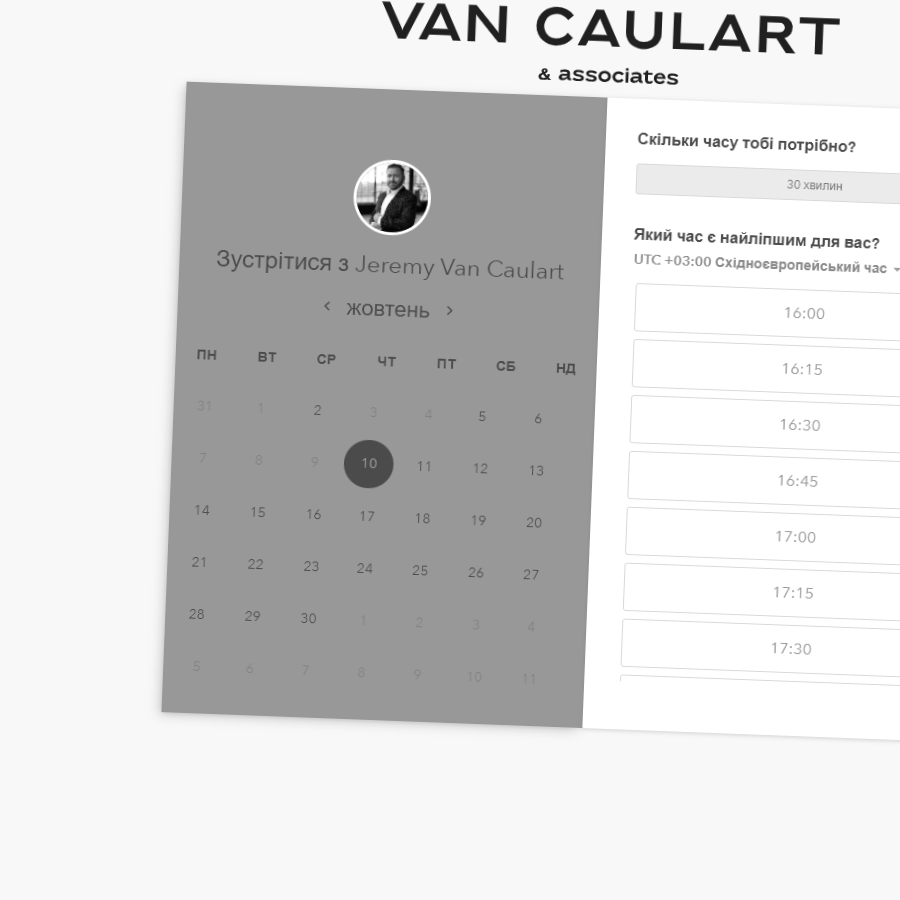 VAN CAULART
& associates
Зустрітися з Jeremy Van Caulart
жовтень
ПН ВТ СР ЧТ ПТ СБ НД
31 1 2 3 4 5 6
7 8 9 10 11 12 13
14 15 16 17 18 19 20
21 22 23 24 25 26 27
28 29 30 1 2 3 4
5 6 7 8 9 10 11
Скільки часу тобі потрібно?
30 хвилин
Який час є найліпшим для вас?
UTC +03:00 Східноєвропейський час
16:00
16:15
16:30
16:45
17:00
17:15
17:30